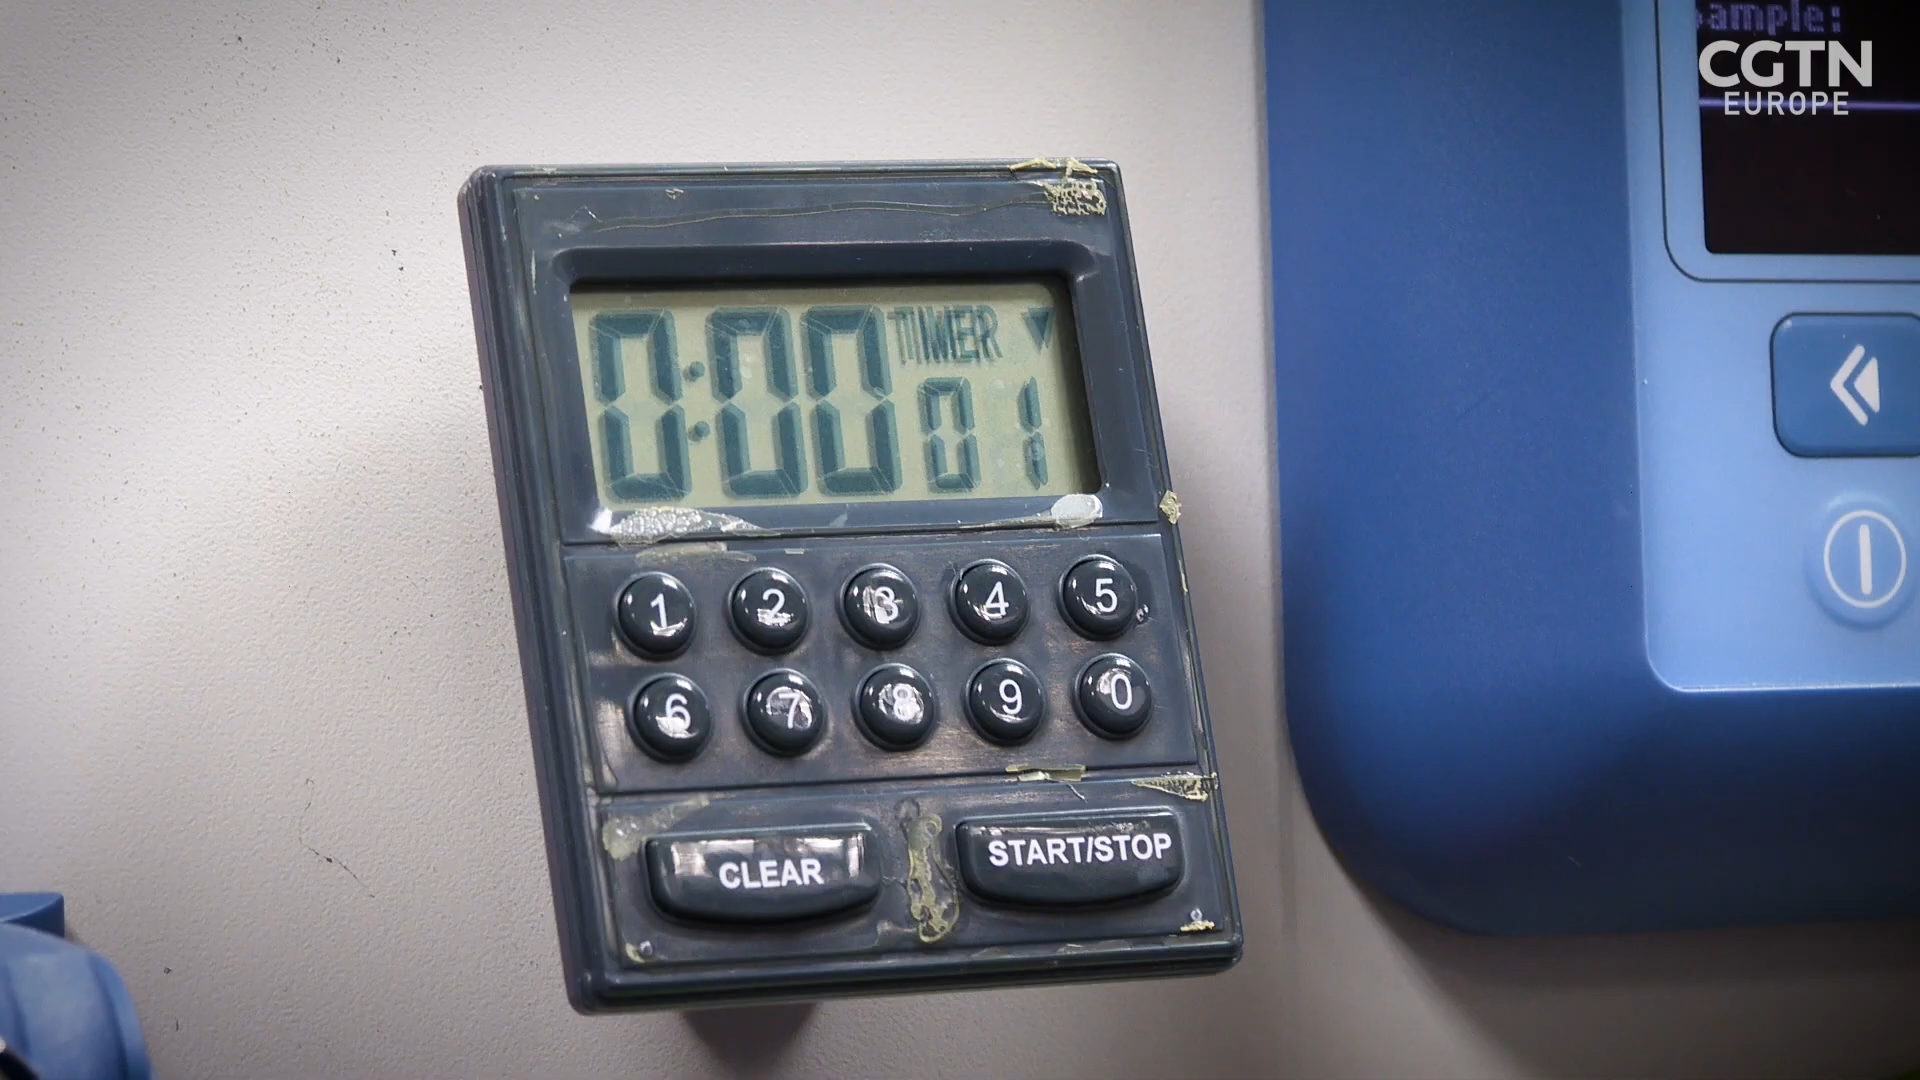 ample:
CGTN
EUROPE
0:00 01
TIMER ▼
1 2 3 4 5
6 7 8 9 0
CLEAR START/STOP